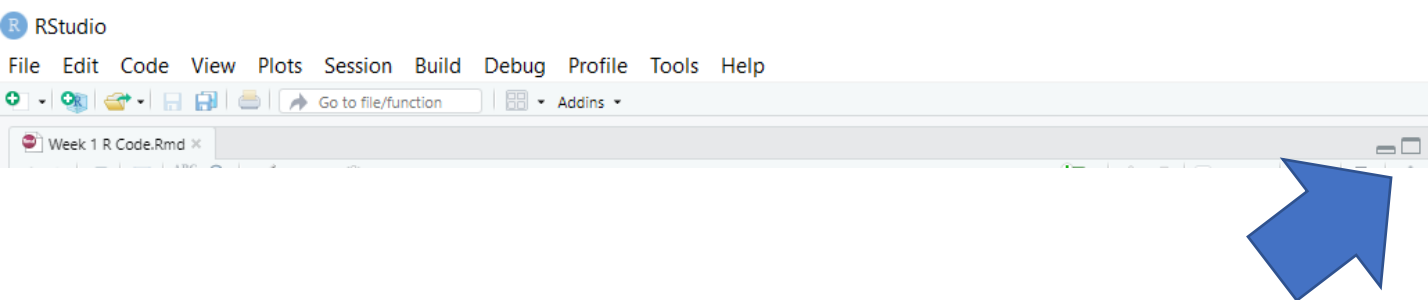 RStudio
File Edit Code View Plots Session Build Debug Profile Tools Help
Go to file/function Addins
Week 1 R Code.Rmd